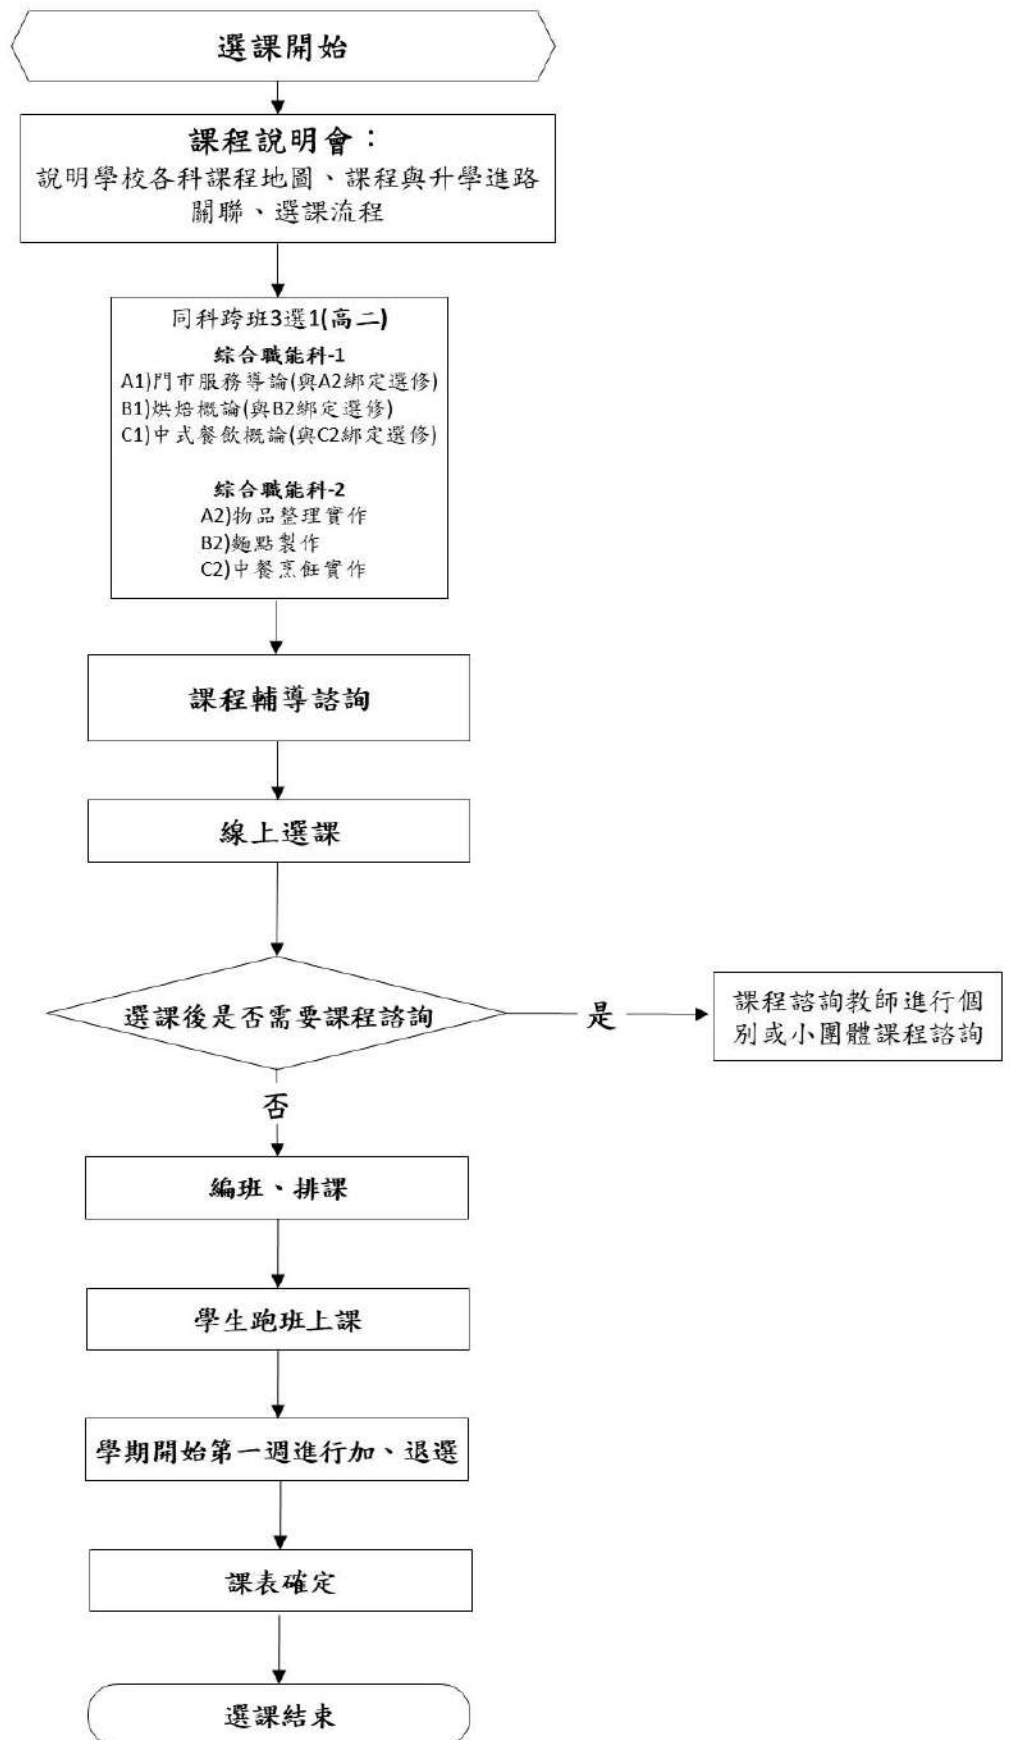 選課開始
課程說明會：
說明學校各科課程地圖、課程與升學進路
關聯、選課流程
同科跨班3選1(高二)
綜合職能科-1
A1)門市服務導論(與A2綁定選修)
B1)烘焙概論(與B2綁定選修)
C1)中式餐飲概論(與C2綁定選修)
綜合職能科-2
A2)物品整理實作
B2)麵點製作
C2)中餐烹飪實作
課程輔導諮詢
線上選課
選課後是否需要課程諮詢
是
課程諮詢教師進行個
別或小團體課程諮詢
否
編班、排課
學生跑班上課
學期開始第一週進行加、退選
課表確定
選課結束